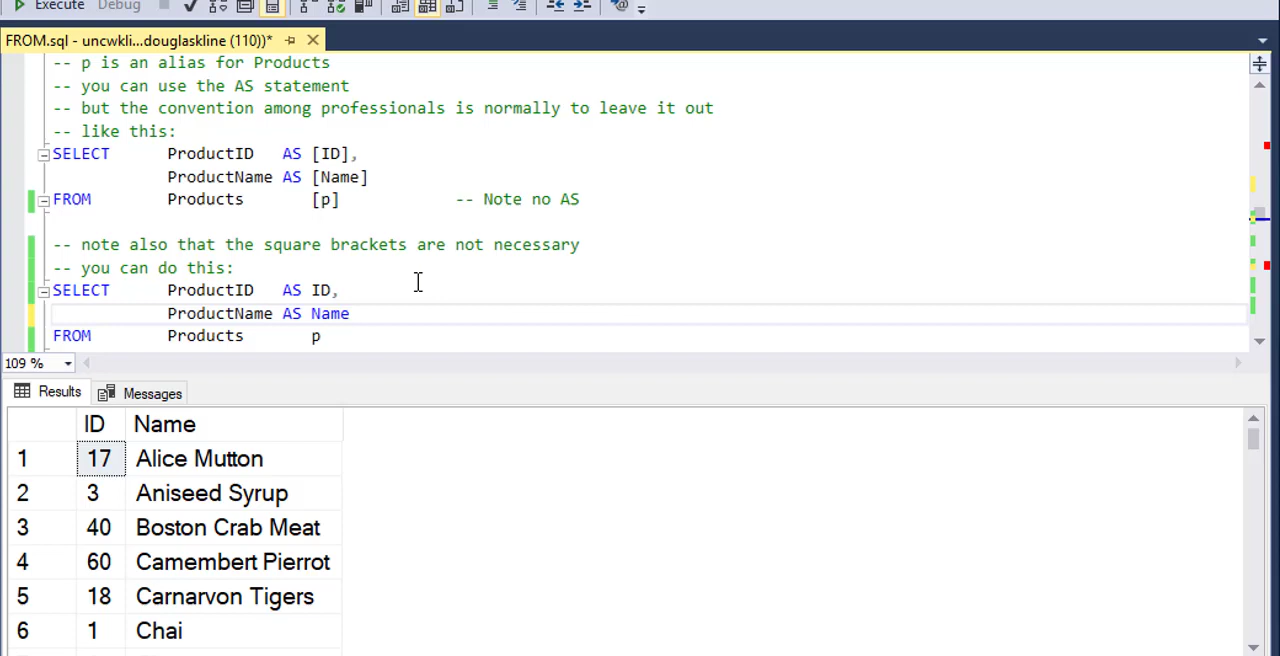 Execute Debug
FROM.sql - uncwkli...douglaskline (110))*
-- p is an alias for Products
-- you can use the AS statement
-- but the convention among professionals is normally to leave it out
-- like this:
SELECT ProductID AS [ID],
ProductName AS [Name]
FROM Products [p] -- Note no AS
-- note also that the square brackets are not necessary
-- you can do this:
SELECT ProductID AS ID,
ProductName AS Name
FROM Products p
109 %
Results Messages
ID Name
1 17 Alice Mutton
2 3 Aniseed Syrup
3 40 Boston Crab Meat
4 60 Camembert Pierrot
5 18 Carnarvon Tigers
6 1 Chai